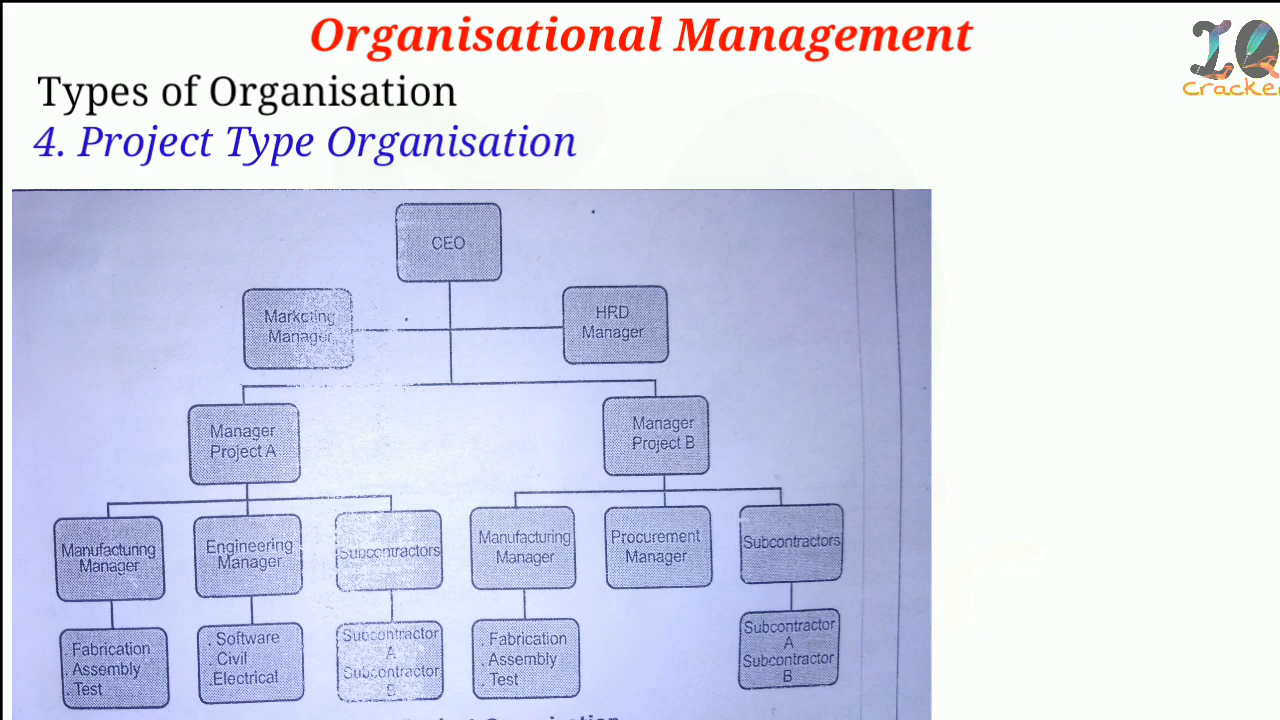 Organisational Management
IQ
Cracker
Types of Organisation
4. Project Type Organisation
CEO
Marketing
Manager
HRD
Manager
Manager
Project A
Manager
Project B
Manufacturing
Manager
Engineering
Manager
Subcontractors
Manufacturing
Manager
Procurement
Manager
Subcontractors
. Fabrication
. Assembly
. Test
. Software
. Civil
. Electrical
Subcontractor
A
Subcontractor
B
. Fabrication
. Assembly
. Test
Subcontractor
A
Subcontractor
B